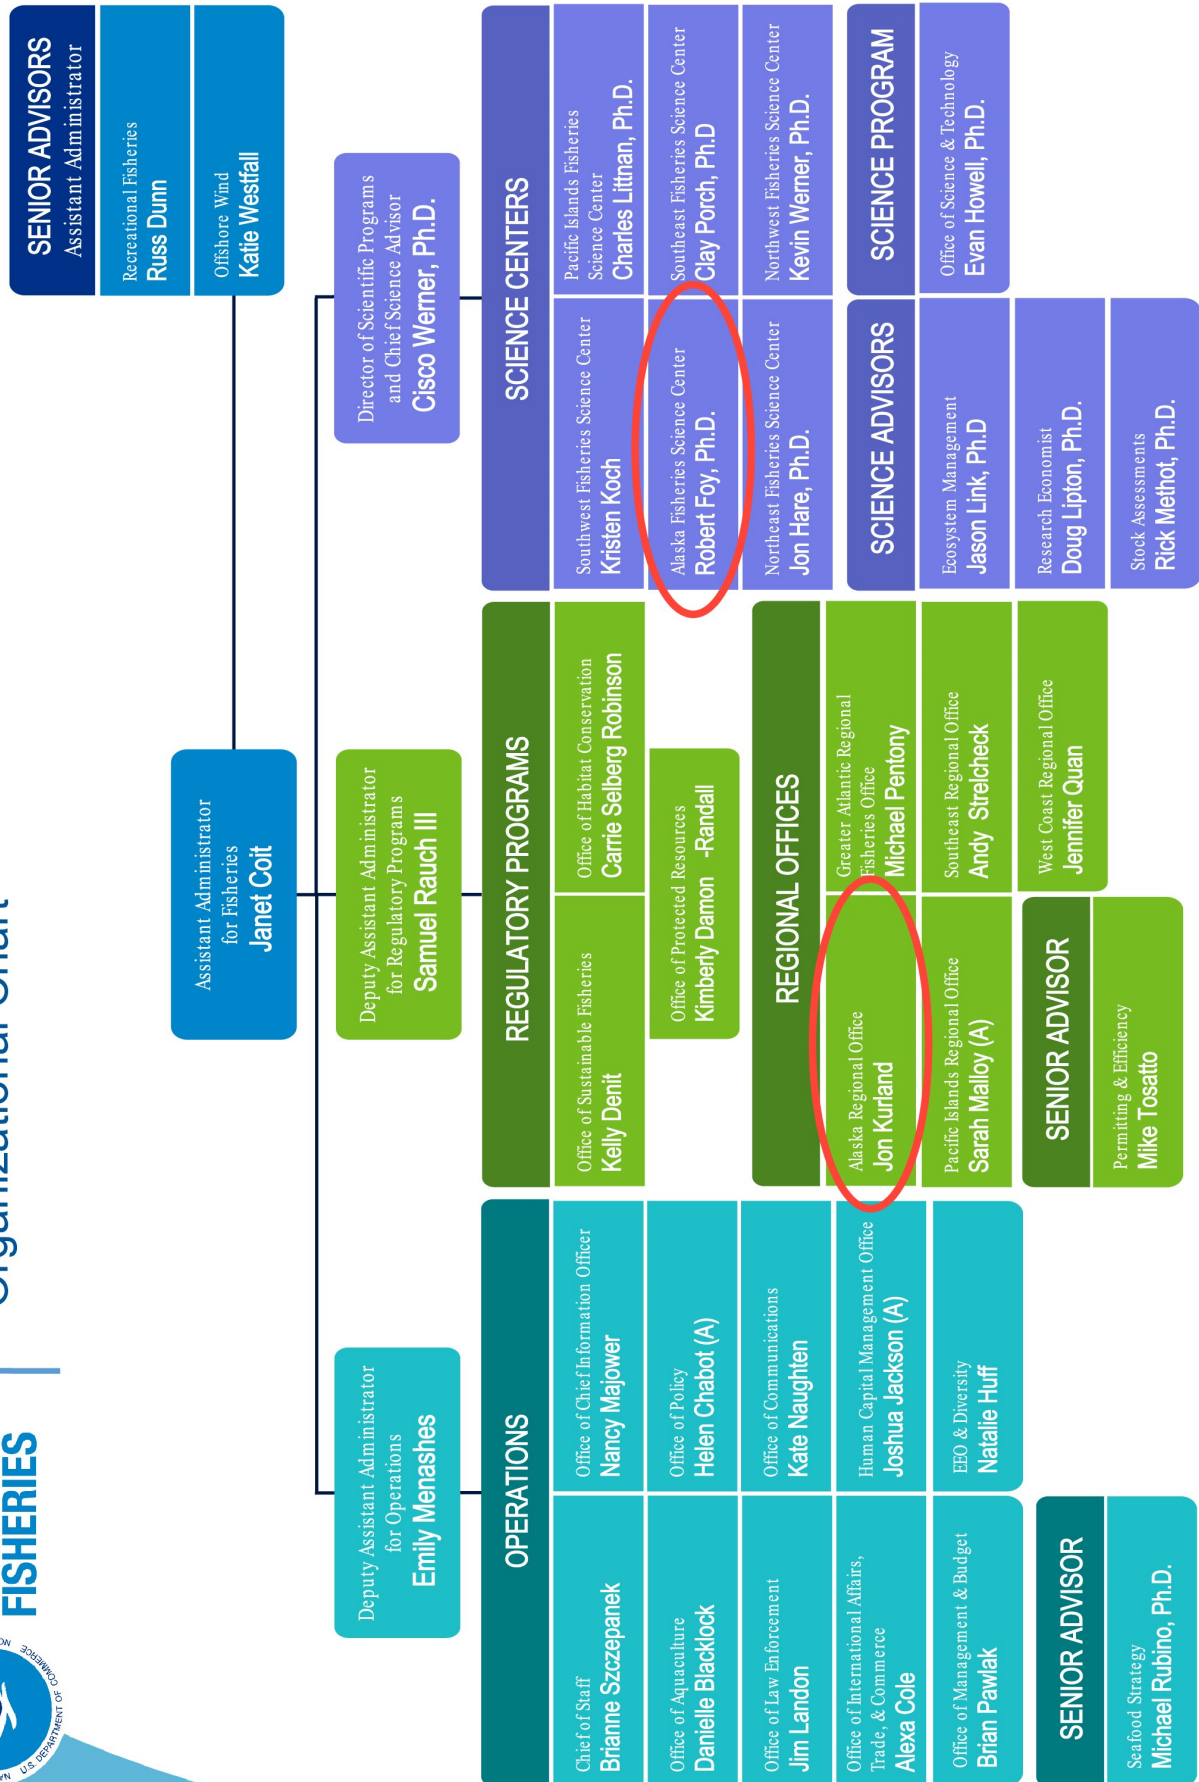 FISHERIES
Organizational Chart
U.S. DEPARTMENT OF COMMERCE
SENIOR ADVISORS
Assistant Administrator
Recreational Fisheries
Russ Dunn
Offshore Wind
Katie Westfall
Assistant Administrator
for Fisheries
Janet Coit
Deputy Assistant Administrator
for Operations
Emily Menashes
Deputy Assistant Administrator
for Regulatory Programs
Samuel Rauch III
Director of Scientific Programs
and Chief Science Advisor
Cisco Werner, Ph.D.
OPERATIONS
Chief of Staff
Brianne Szczepanek
Office of Chief Information Officer
Nancy Majower
Office of Aquaculture
Danielle Blacklock
Office of Policy
Helen Chabot (A)
Office of Law Enforcement
Jim Landon
Office of Communications
Kate Naughten
Office of International Affairs,
Trade, & Commerce
Alexa Cole
Human Capital Management Office
Joshua Jackson (A)
Office of Management & Budget
Brian Pawlak
EEO & Diversity
Natalie Huff
SENIOR ADVISOR
Seafood Strategy
Michael Rubino, Ph.D.
REGULATORY PROGRAMS
Office of Sustainable Fisheries
Kelly Denit
Office of Habitat Conservation
Carrie Selberg Robinson
Office of Protected Resources
Kimberly Damon -Randall
REGIONAL OFFICES
Alaska Regional Office
Jon Kurland
Greater Atlantic Regional
Fisheries Office
Michael Pentony
Pacific Islands Regional Office
Sarah Malloy (A)
Southeast Regional Office
Andy Strelcheck
West Coast Regional Office
Jennifer Quan
SENIOR ADVISOR
Permitting & Efficiency
Mike Tosatto
SCIENCE CENTERS
Southwest Fisheries Science Center
Kristen Koch
Pacific Islands Fisheries
Science Center
Charles Littnan, Ph.D.
Alaska Fisheries Science Center
Robert Foy, Ph.D.
Southeast Fisheries Science Center
Clay Porch, Ph.D
Northeast Fisheries Science Center
Jon Hare, Ph.D.
Northwest Fisheries Science Center
Kevin Werner, Ph.D.
SCIENCE ADVISORS
Ecosystem Management
Jason Link, Ph.D
Research Economist
Doug Lipton, Ph.D.
Stock Assessments
Rick Methot, Ph.D.
SCIENCE PROGRAM
Office of Science & Technology
Evan Howell, Ph.D.